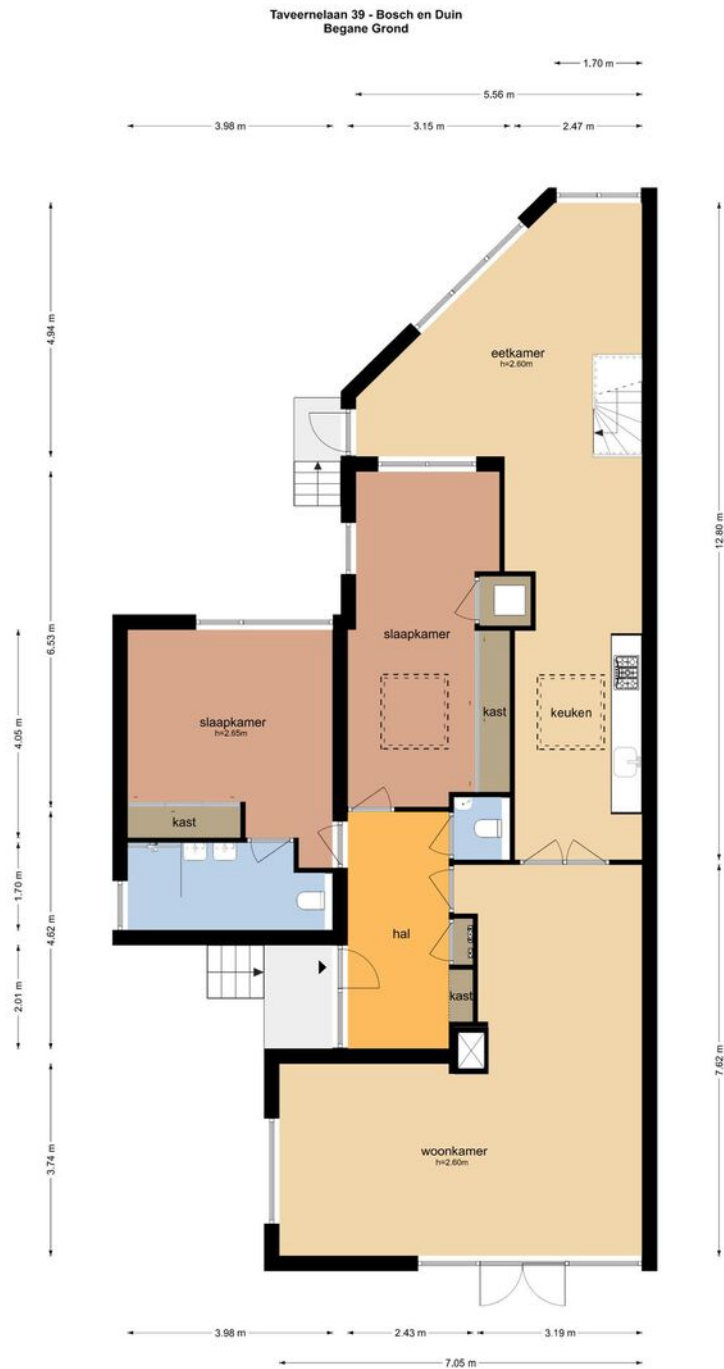 Taveernelaan 39 - Bosch en Duin
Begane Grond
1.70 m
5.56 m
3.98 m
3.15 m
2.47 m
4.94 m
eetkamer
h=2.60m
12.80 m
6.53 m
slaapkamer
4.05 m
slaapkamer
h=2.65m
kast
keuken
kast
1.70 m
4.62 m
hal
2.01 m
kast
7.62 m
3.74 m
woonkamer
h=2.60m
3.98 m
2.43 m
3.19 m
7.05 m